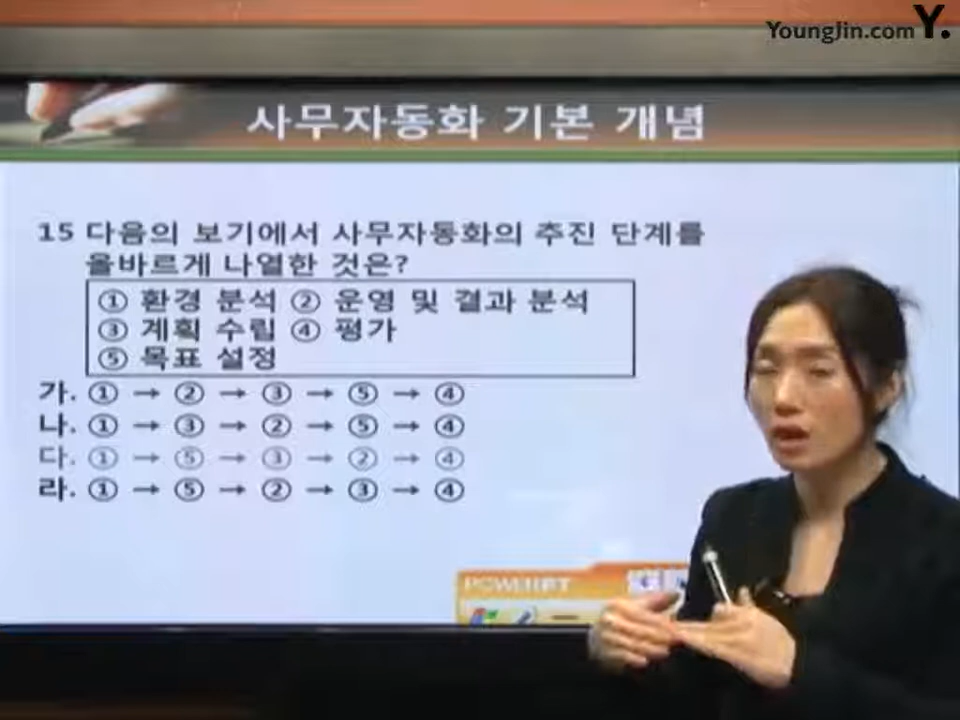 YoungJin.com Y.
사무자동화 기본 개념
15 다음의 보기에서 사무자동화의 추진 단계를
올바르게 나열한 것은?
① 환경 분석 ② 운영 및 결과 분석
③ 계획 수립 ④ 평가
⑤ 목표 설정
가. ① → ② → ③ → ⑤ → ④
나. ① → ③ → ② → ⑤ → ④
다. ① → ⑤ → ③ → ② → ④
라. ① → ⑤ → ② → ③ → ④